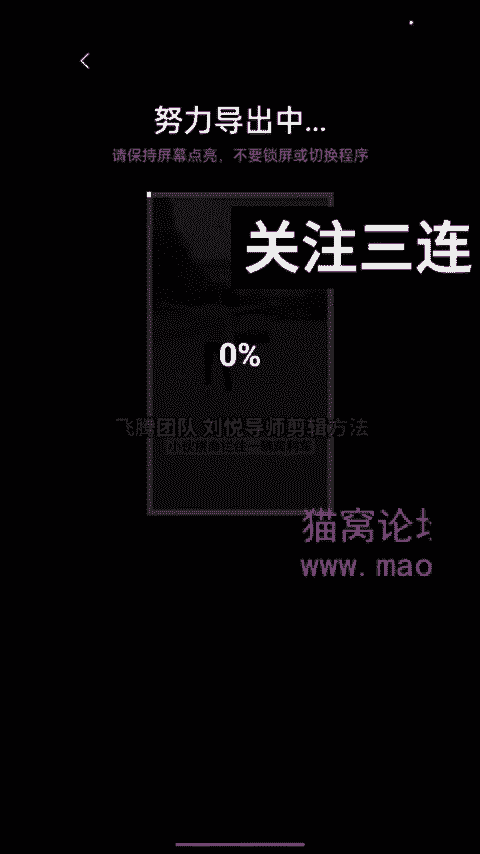 努力导出中...
请保持屏幕点亮，不要锁屏或切换程序
关注三连
0%
飞腾团队 刘悦导师剪辑方法
猫窝论坛
www.mao